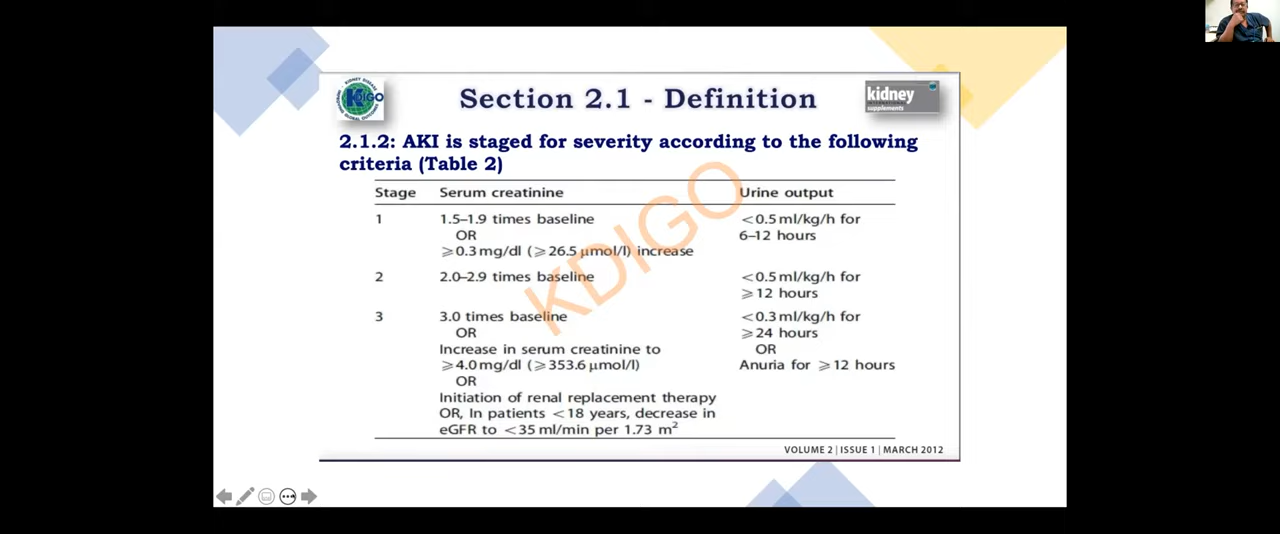 Section 2.1 - Definition
KDIGO
kidney
INTERNATIONAL
supplements
2.1.2: AKI is staged for severity according to the following
criteria (Table 2)
Stage Serum creatinine Urine output
1 1.5–1.9 times baseline <0.5 ml/kg/h for
OR 6–12 hours
≥0.3 mg/dl (≥26.5 μmol/l) increase
2 2.0–2.9 times baseline <0.5 ml/kg/h for
≥12 hours
3 3.0 times baseline <0.3 ml/kg/h for
OR ≥24 hours
Increase in serum creatinine to OR
≥4.0 mg/dl (≥353.6 μmol/l) Anuria for ≥12 hours
OR
Initiation of renal replacement therapy
OR, In patients <18 years, decrease in
eGFR to <35 ml/min per 1.73 m²
KDIGO
VOLUME 2 | ISSUE 1 | MARCH 2012